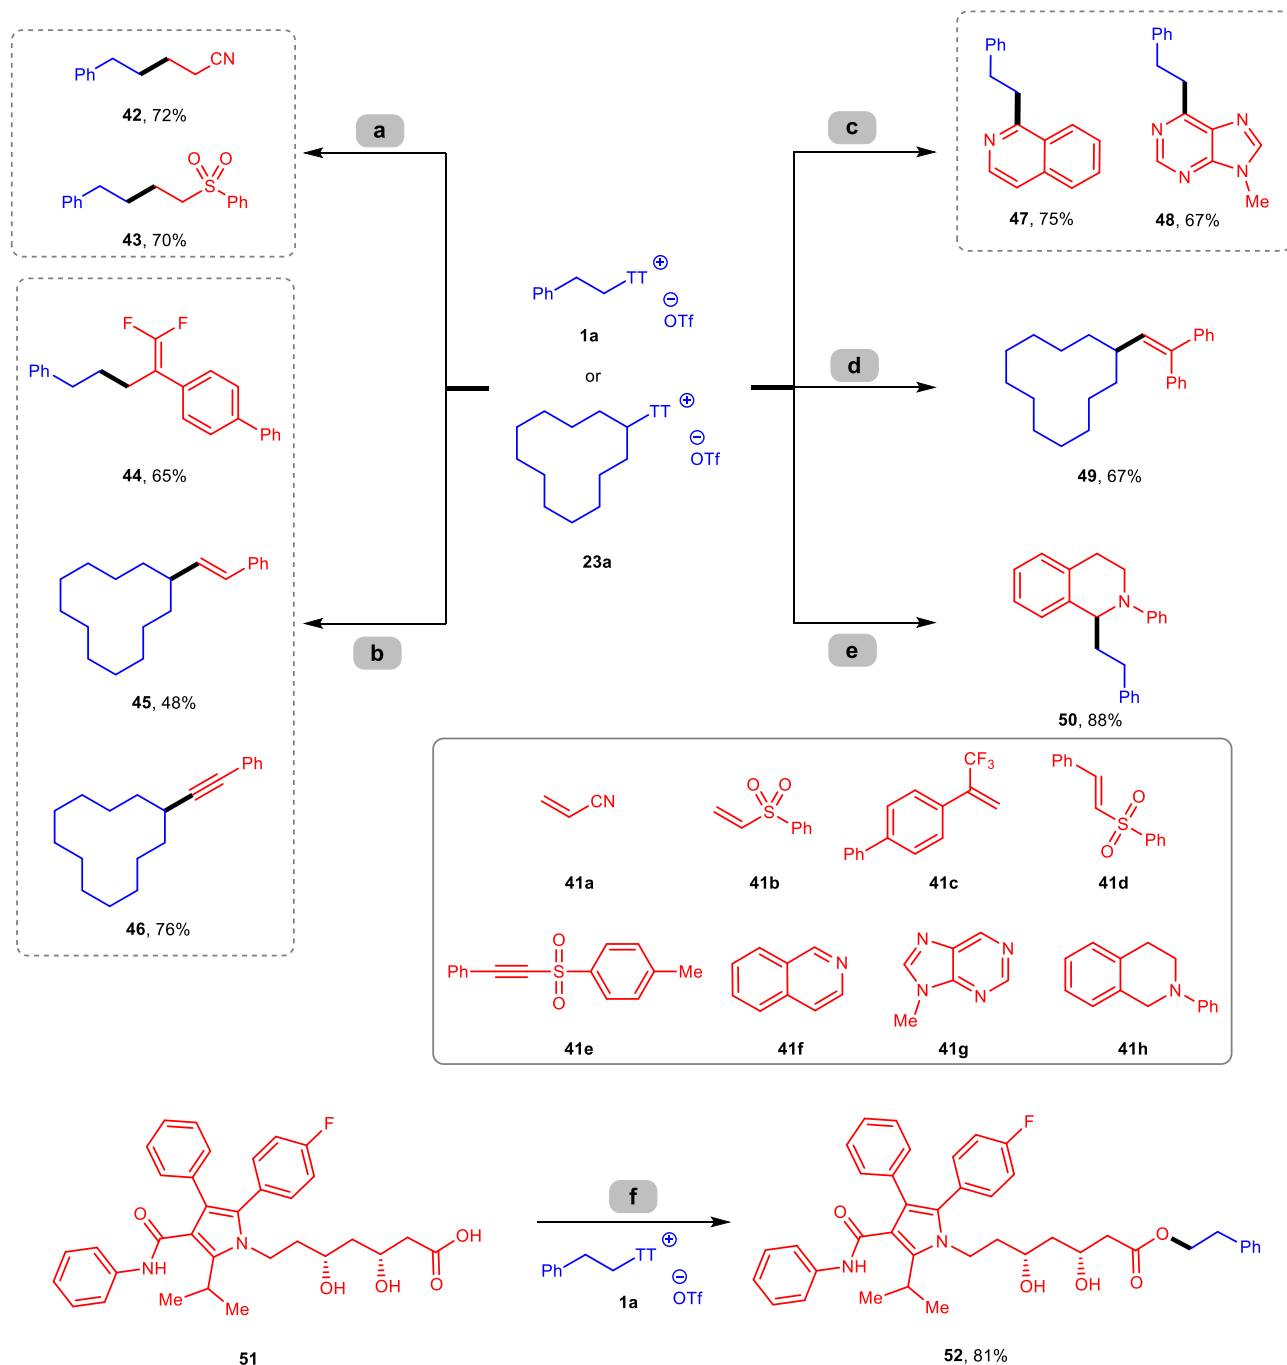 Ph
CN
42, 72%
O O
S
Ph
Ph
43, 70%
a
F F
Ph
Ph
44, 65%
Ph
45, 48%
b
Ph
46, 76%
TT
⊕
Ph
⊖
OTf
1a
or
TT
⊕
⊖
OTf
23a
c
Ph
N
47, 75%
Ph
N
N
N
N
Me
48, 67%
d
Ph
Ph
49, 67%
e
N
Ph
Ph
50, 88%
CN
41a
O O
S
Ph
41b
CF3
Ph
41c
Ph
O
S
O
Ph
41d
Ph
O
S
O
Me
41e
N
41f
N
N
N
N
Me
41g
N
Ph
41h
F
O
NH
N
Me
Me
OH
OH
O
OH
51
f
TT
⊕
Ph
⊖
OTf
1a
F
O
NH
N
Me
Me
OH
OH
O
O
Ph
52, 81%